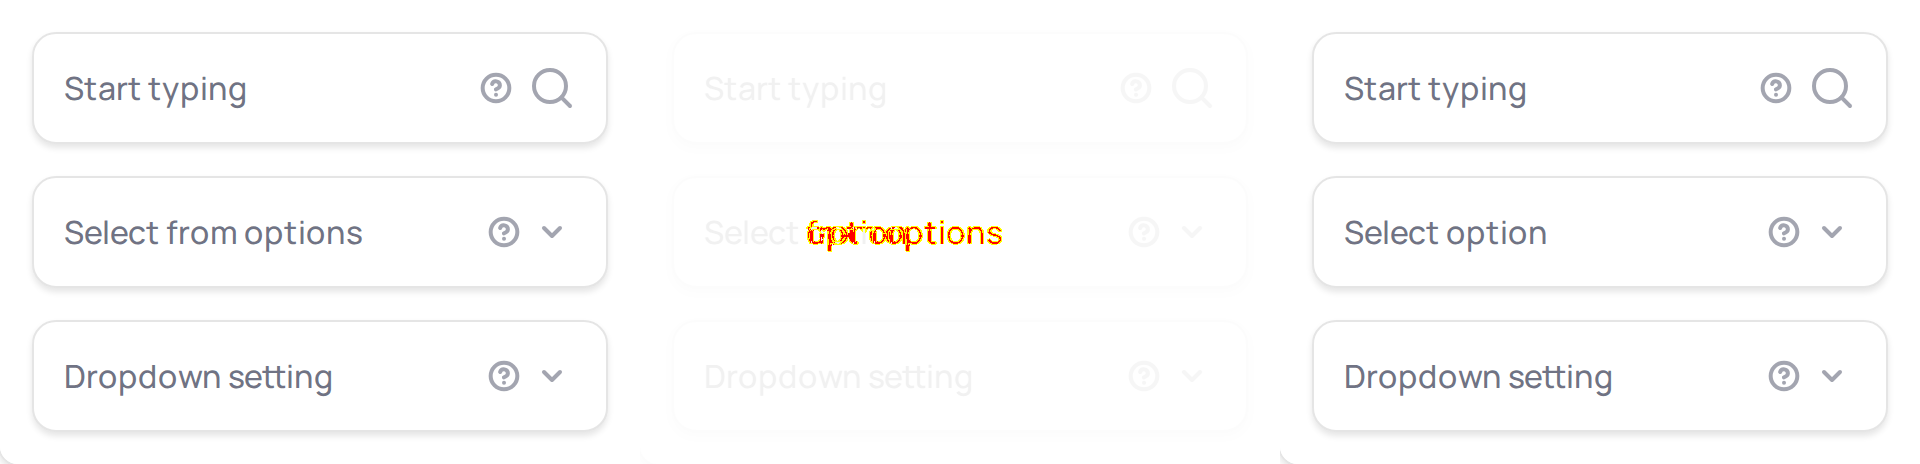 Start typing
Start typing
Start typing
Select from options
Select options
Select option
Dropdown setting
Dropdown setting
Dropdown setting